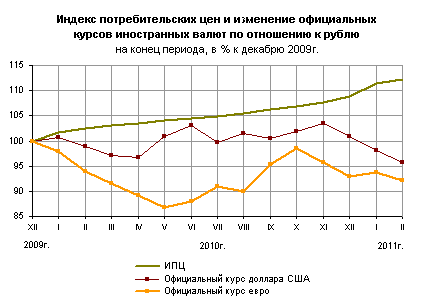 Индекс потребительских цен и изменение официальных
курсов иностранных валют по отношению к рублю
на конец периода, в % к декабрю 2009г.
115
110
105
100
95
90
85
XII I II III IV V VI VII VIII IX X XI XII I II
2009г. 2010г. 2011г.
ИПЦ
Официальный курс доллара США
Официальный курс евро